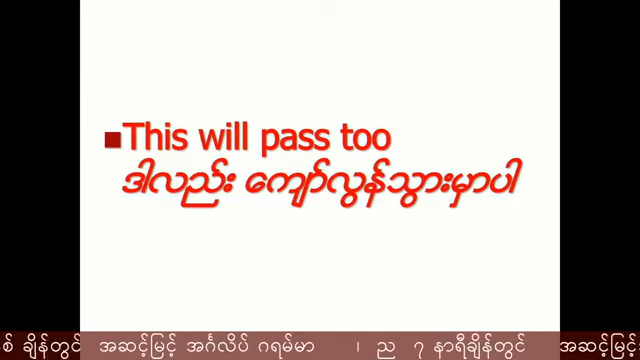 This will pass too
ဒါလည်း ကျော်လွန်သွားမှာပါ
ချိန်တွင် အဆင့်မြင့် အင်္ဂလိပ် ဂရမ်မာ ၊ ည ၇ နာရီချိန်တွင် အဆင့်မြင့်